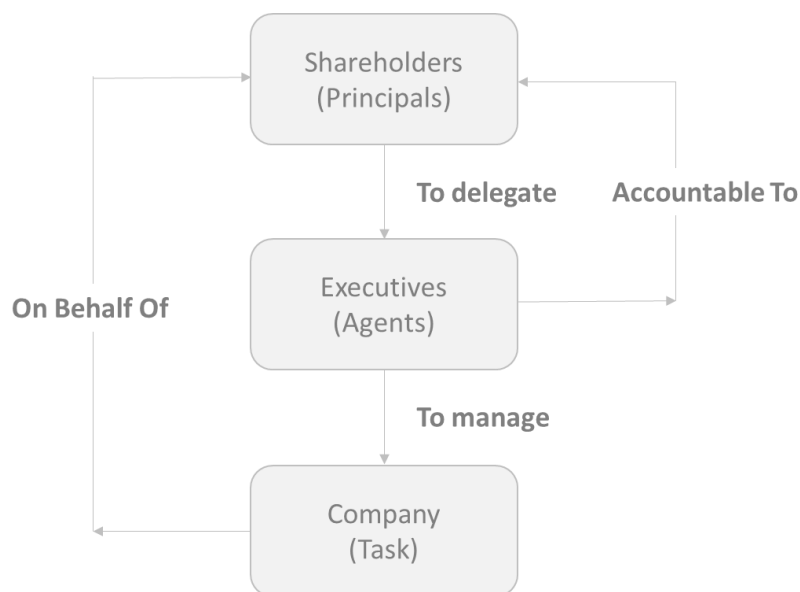 Shareholders
(Principals)
To delegate
Accountable To
Executives
(Agents)
On Behalf Of
To manage
Company
(Task)